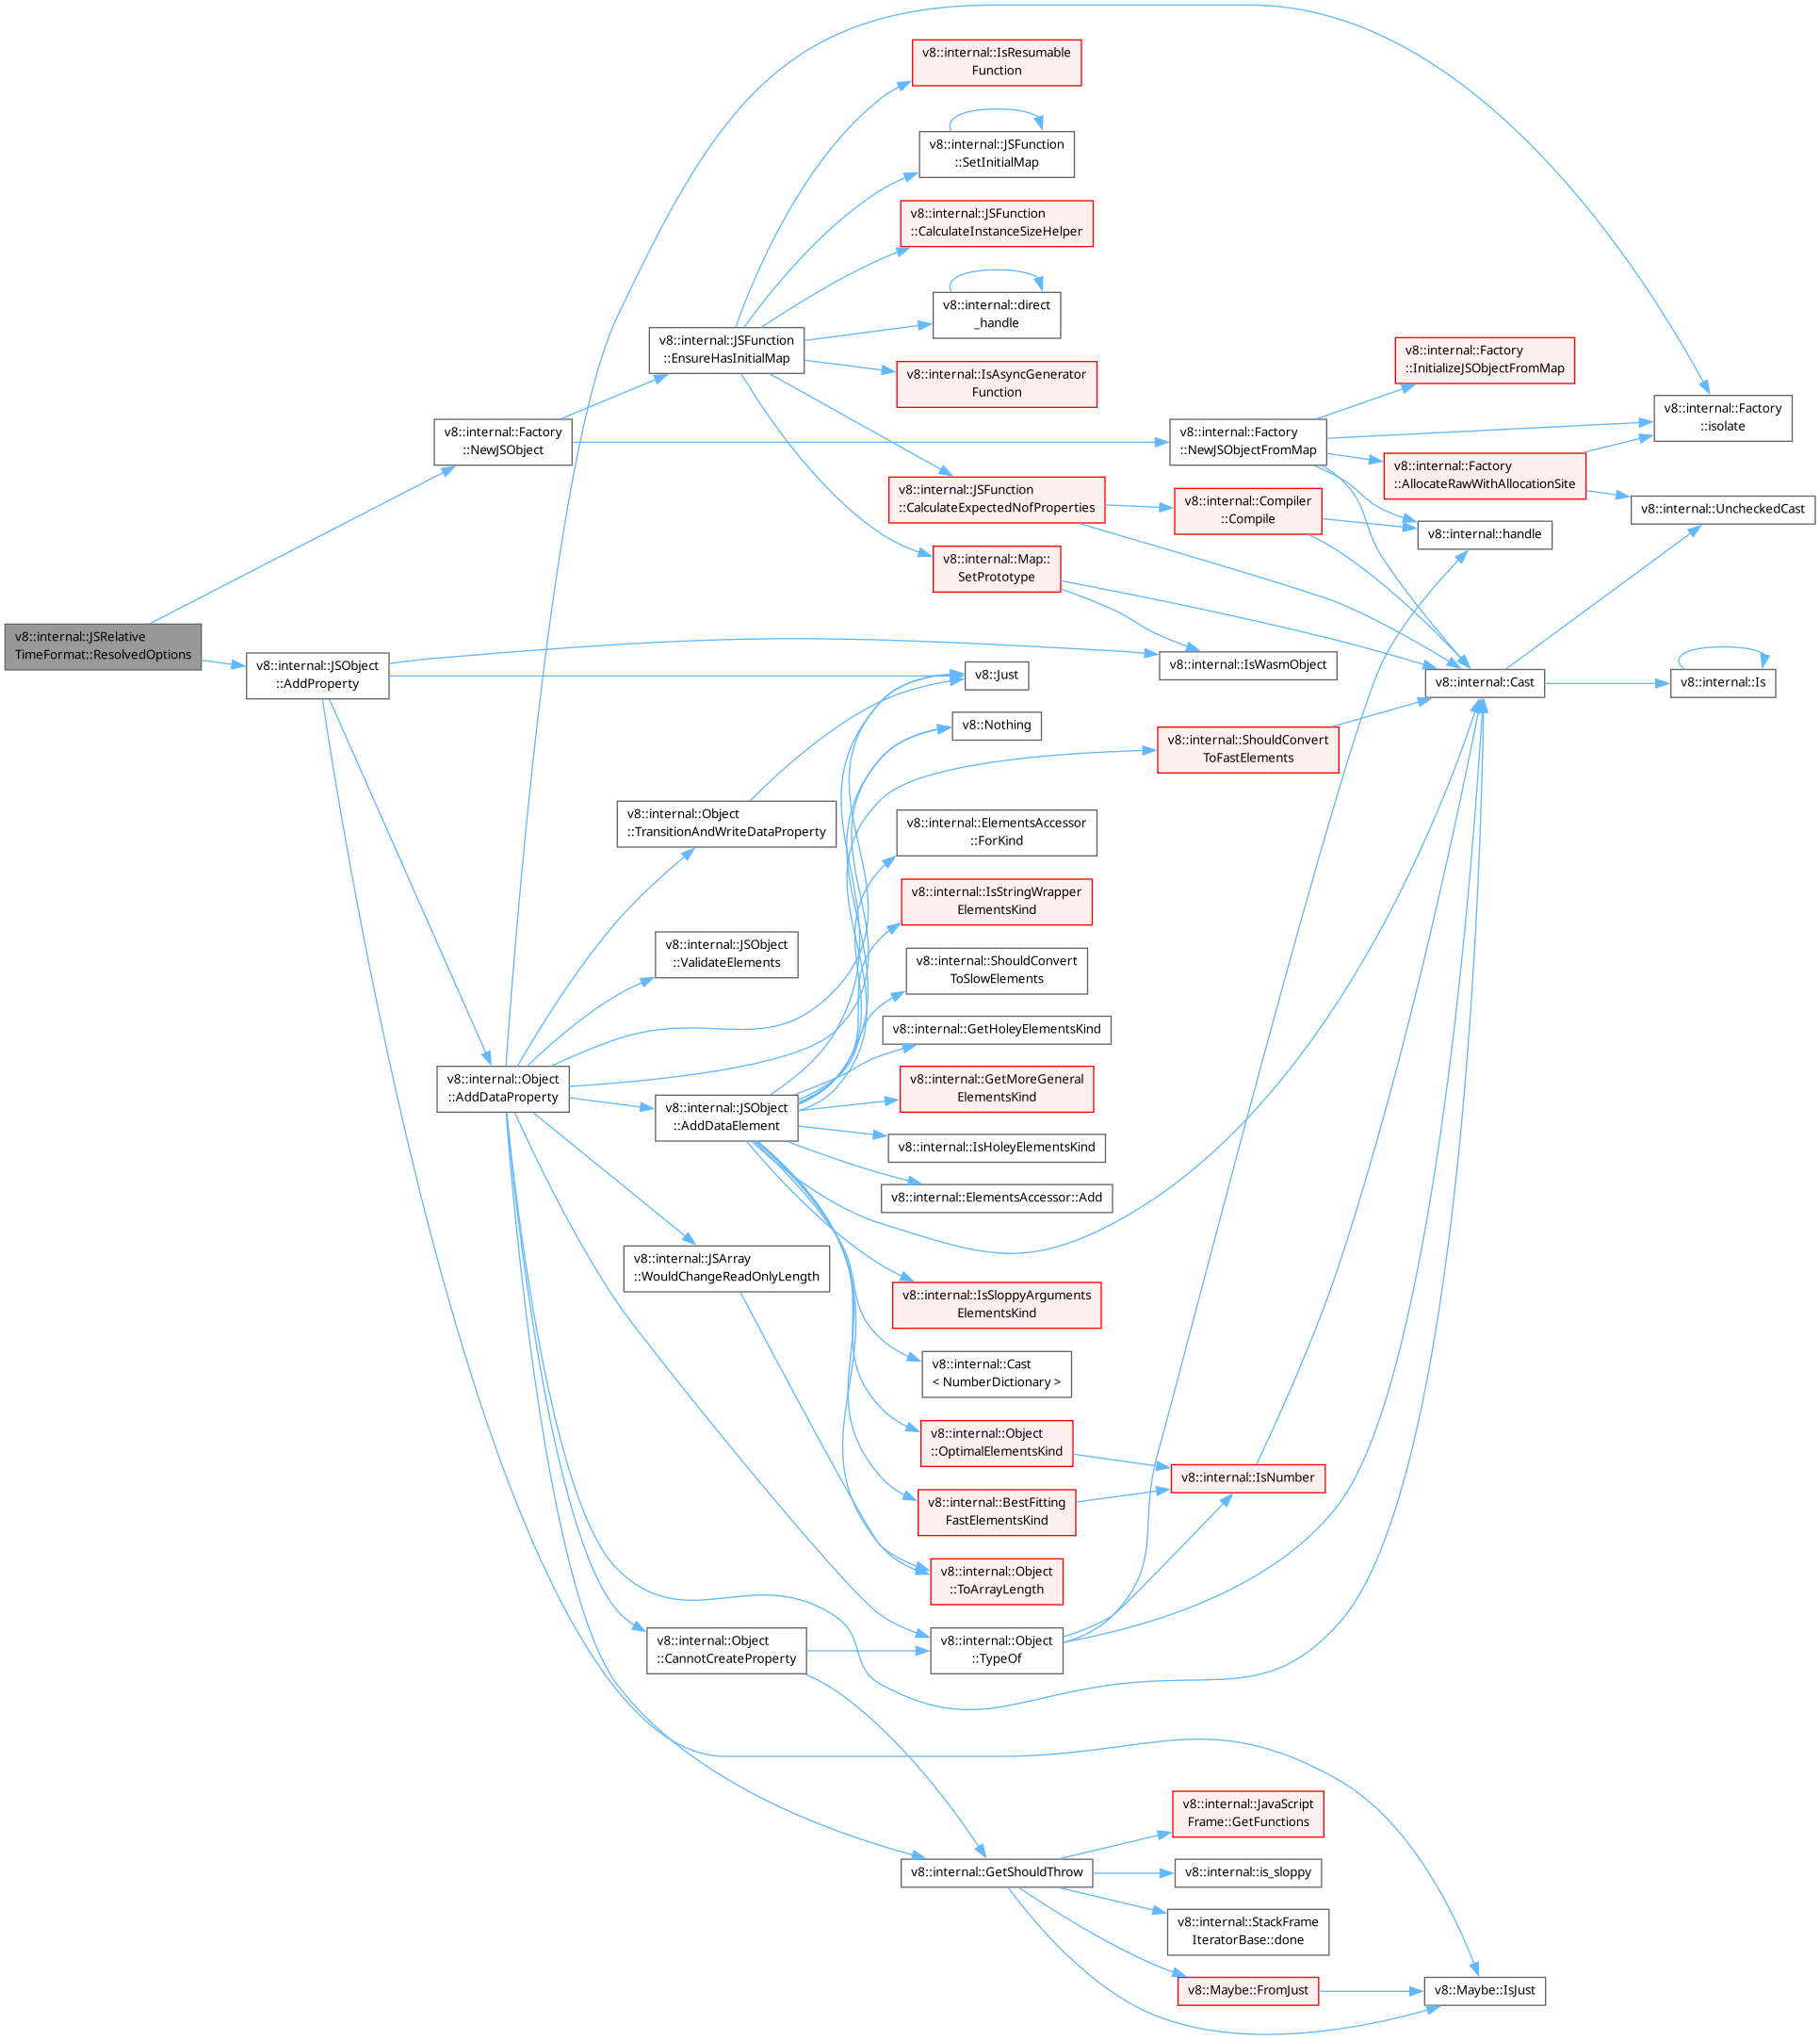 v8::internal::IsResumable
Function
v8::internal::JSFunction
::SetInitialMap
v8::internal::JSFunction
::CalculateInstanceSizeHelper
v8::internal::direct
_handle
v8::internal::JSFunction
::EnsureHasInitialMap
v8::internal::IsAsyncGenerator
Function
v8::internal::Factory
::InitializeJSObjectFromMap
v8::internal::Factory
::isolate
v8::internal::Factory
::NewJSObject
v8::internal::Factory
::NewJSObjectFromMap
v8::internal::Factory
::AllocateRawWithAllocationSite
v8::internal::JSFunction
::CalculateExpectedNofProperties
v8::internal::Compiler
::Compile
v8::internal::UncheckedCast
v8::internal::handle
v8::internal::Map::
SetPrototype
v8::internal::JSRelative
TimeFormat::ResolvedOptions
v8::internal::JSObject
::AddProperty
v8::Just
v8::internal::IsWasmObject
v8::internal::Cast
v8::internal::Is
v8::Nothing
v8::internal::ShouldConvert
ToFastElements
v8::internal::Object
::TransitionAndWriteDataProperty
v8::internal::ElementsAccessor
::ForKind
v8::internal::IsStringWrapper
ElementsKind
v8::internal::JSObject
::ValidateElements
v8::internal::ShouldConvert
ToSlowElements
v8::internal::GetHoleyElementsKind
v8::internal::Object
::AddDataProperty
v8::internal::GetMoreGeneral
ElementsKind
v8::internal::JSObject
::AddDataElement
v8::internal::IsHoleyElementsKind
v8::internal::ElementsAccessor::Add
v8::internal::JSArray
::WouldChangeReadOnlyLength
v8::internal::IsSloppyArguments
ElementsKind
v8::internal::Cast
< NumberDictionary >
v8::internal::Object
::OptimalElementsKind
v8::internal::IsNumber
v8::internal::BestFitting
FastElementsKind
v8::internal::Object
::ToArrayLength
v8::internal::Object
::CannotCreateProperty
v8::internal::Object
::TypeOf
v8::internal::JavaScript
Frame::GetFunctions
v8::internal::GetShouldThrow
v8::internal::is_sloppy
v8::internal::StackFrame
IteratorBase::done
v8::Maybe::FromJust
v8::Maybe::IsJust